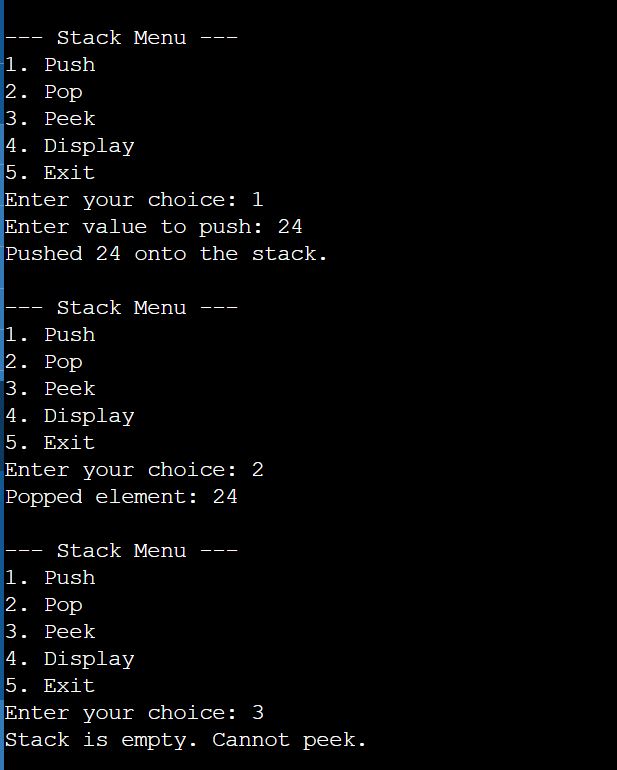 --- Stack Menu ---
1. Push
2. Pop
3. Peek
4. Display
5. Exit
Enter your choice: 1
Enter value to push: 24
Pushed 24 onto the stack.
--- Stack Menu ---
1. Push
2. Pop
3. Peek
4. Display
5. Exit
Enter your choice: 2
Popped element: 24
--- Stack Menu ---
1. Push
2. Pop
3. Peek
4. Display
5. Exit
Enter your choice: 3
Stack is empty. Cannot peek.